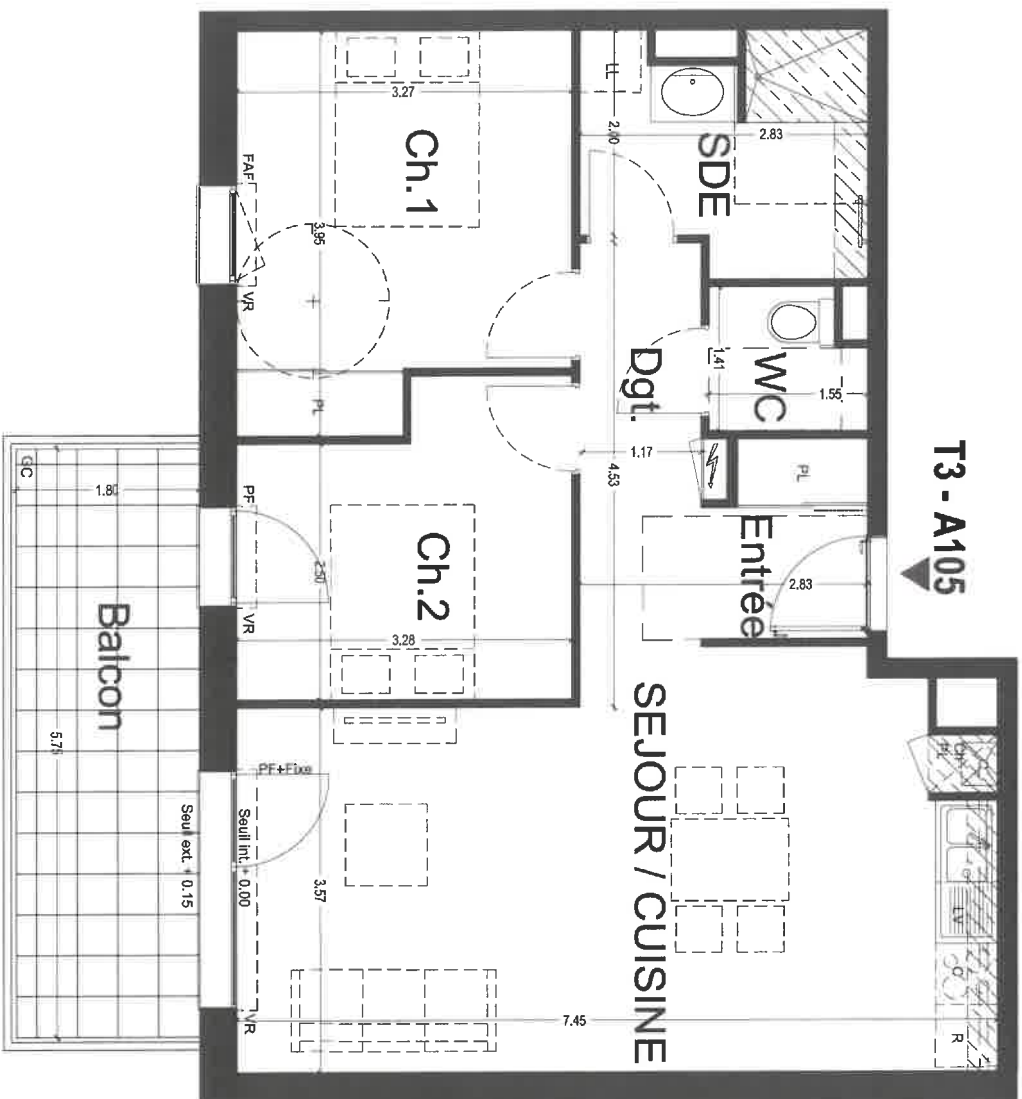 T3 - A105
LL
2.00
SDE
2.83
3.27
Ch.1
FAF
3.95
VR
PL
Dgt.
WC
1.41
1.55
1.17
4.53
PL
Entrée
2.83
Ch.2
PF
2.50
VR
3.28
GC
1.80
Balcon
5.75
SEJOUR / CUISINE
PL
LV
R
PF+Fixe
Seuil int. + 0.00
Seuil ext. + 0.15
3.57
VR
7.45